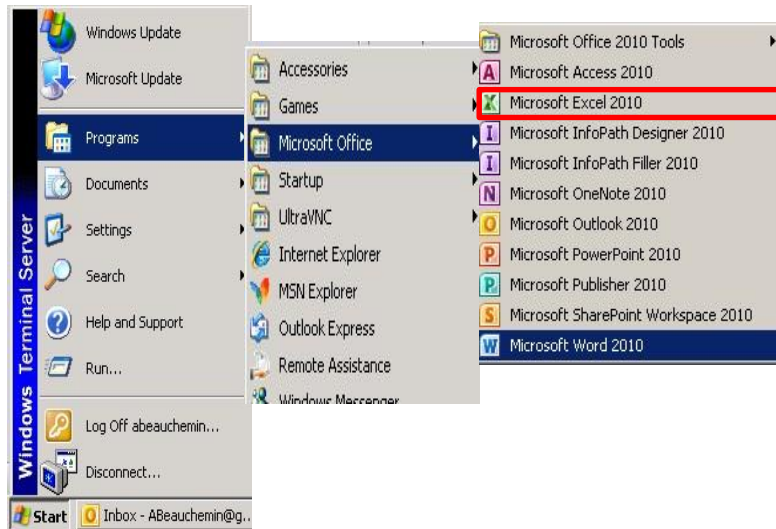 Windows Update
Microsoft Update
Programs
Documents
Settings
Search
Help and Support
Run...
Log Off abeauchemin...
Disconnect...
Windows Terminal Server
Start
Inbox - ABeauchemin@g..
Accessories
Games
Microsoft Office
Startup
UltraVNC
Internet Explorer
MSN Explorer
Outlook Express
Remote Assistance
Windows Messenger
Microsoft Office 2010 Tools
Microsoft Access 2010
Microsoft Excel 2010
Microsoft InfoPath Designer 2010
Microsoft InfoPath Filler 2010
Microsoft OneNote 2010
Microsoft Outlook 2010
Microsoft PowerPoint 2010
Microsoft Publisher 2010
Microsoft SharePoint Workspace 2010
Microsoft Word 2010